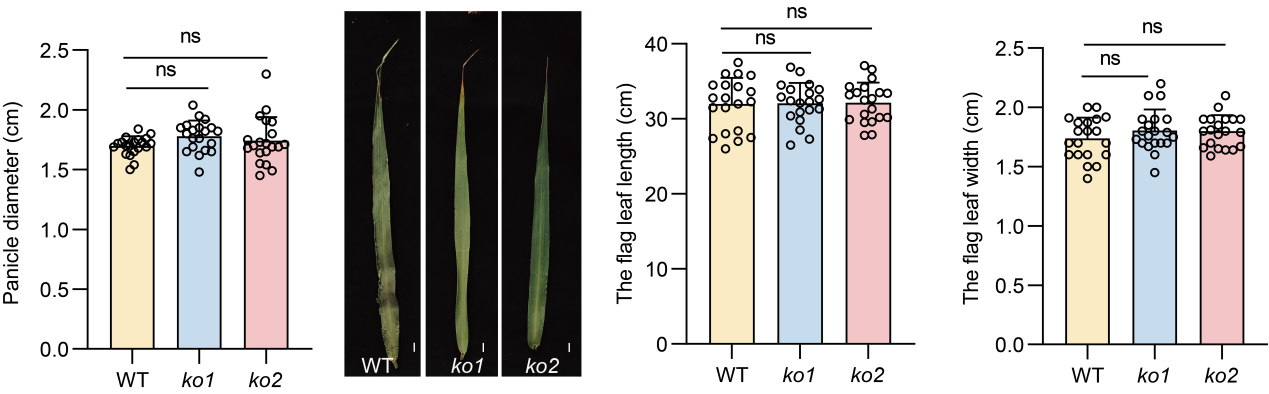 Panicle diameter (cm)
2.5
2.0
1.5
1.0
0.5
0.0
ns
ns
WT
ko1
ko2
WT
ko1
ko2
The flag leaf length (cm)
40
30
20
10
0
ns
ns
WT
ko1
ko2
The flag leaf width (cm)
2.5
2.0
1.5
1.0
0.5
0.0
ns
ns
WT
ko1
ko2